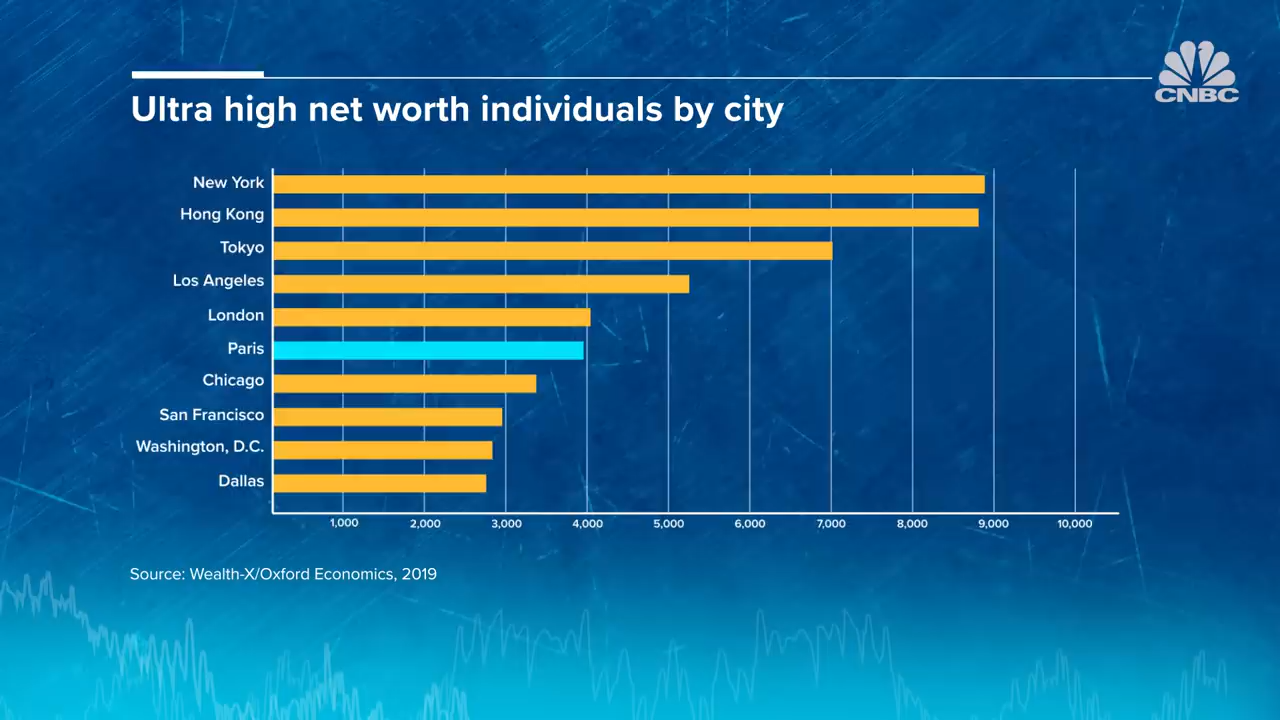 CNBC
Ultra high net worth individuals by city
New York
Hong Kong
Tokyo
Los Angeles
London
Paris
Chicago
San Francisco
Washington, D.C.
Dallas
1,000 2,000 3,000 4,000 5,000 6,000 7,000 8,000 9,000 10,000
Source: Wealth-X/Oxford Economics, 2019